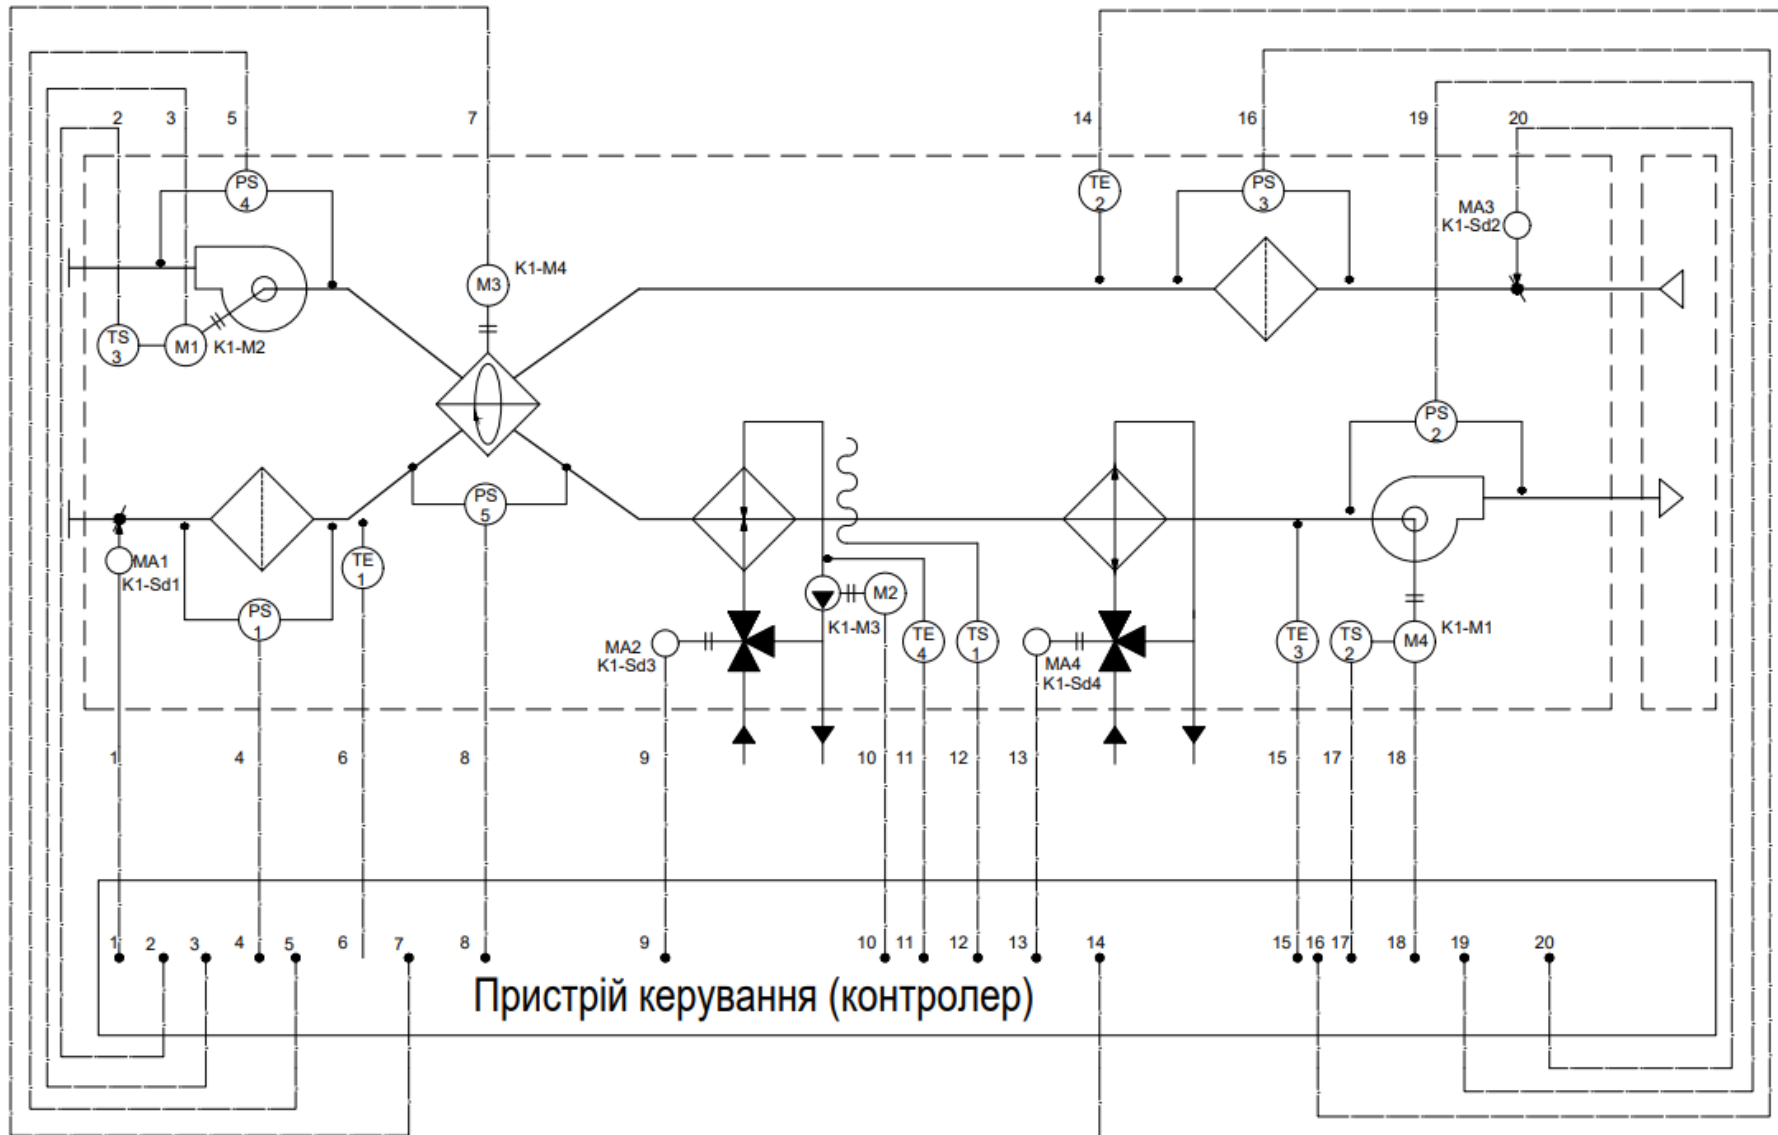 2 3 5 7 14 16 19 20
PS
4
TE
2
PS
3
MA3
K1-Sd2
M3
K1-M4
TS
3
M1
K1-M2
PS
2
PS
5
MA1
K1-Sd1
TE
1
PS
1
M2
K1-M3
MA2
K1-Sd3
TE
4
TS
1
MA4
K1-Sd4
TE
3
TS
2
M4
K1-M1
1 4 6 8 9 10 11 12 13 15 17 18
1 2 3 4 5 6 7 8 9 10 11 12 13 14 15 16 17 18 19 20
Пристрій керування (контролер)